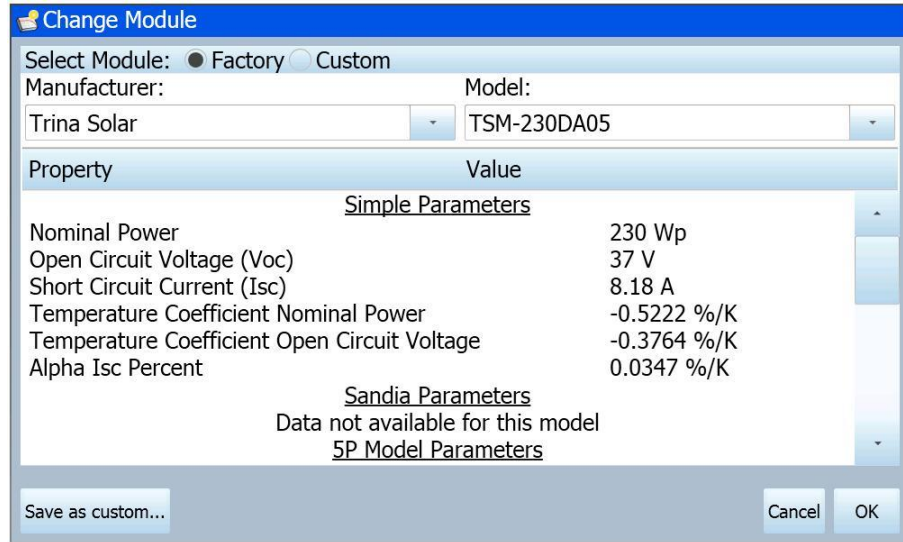 Change Module
Select Module: Factory Custom
Manufacturer: Model:
Trina Solar TSM-230DA05
Property Value
Simple Parameters
Nominal Power 230 Wp
Open Circuit Voltage (Voc) 37 V
Short Circuit Current (Isc) 8.18 A
Temperature Coefficient Nominal Power -0.5222 %/K
Temperature Coefficient Open Circuit Voltage -0.3764 %/K
Alpha Isc Percent 0.0347 %/K
Sandia Parameters
Data not available for this model
5P Model Parameters
Save as custom... Cancel OK